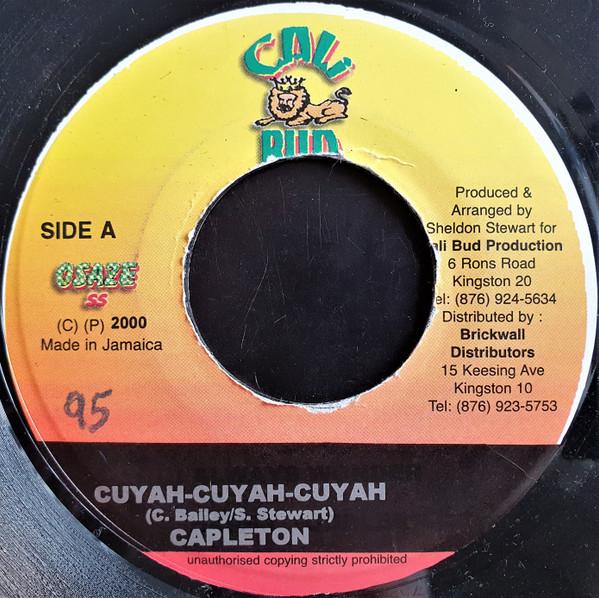 CALI
BUD
SIDE A
OSAZE
SS
(C) (P) 2000
Made in Jamaica
95
Produced &
Arranged by
Sheldon Stewart for
ali Bud Production
6 Rons Road
Kingston 20
el: (876) 924-5634
Distributed by :
Brickwall
Distributors
15 Keesing Ave
Kingston 10
Tel: (876) 923-5753
CUYAH-CUYAH-CUYAH
(C. Bailey/S. Stewart)
CAPLETON
unauthorised copying strictly prohibited